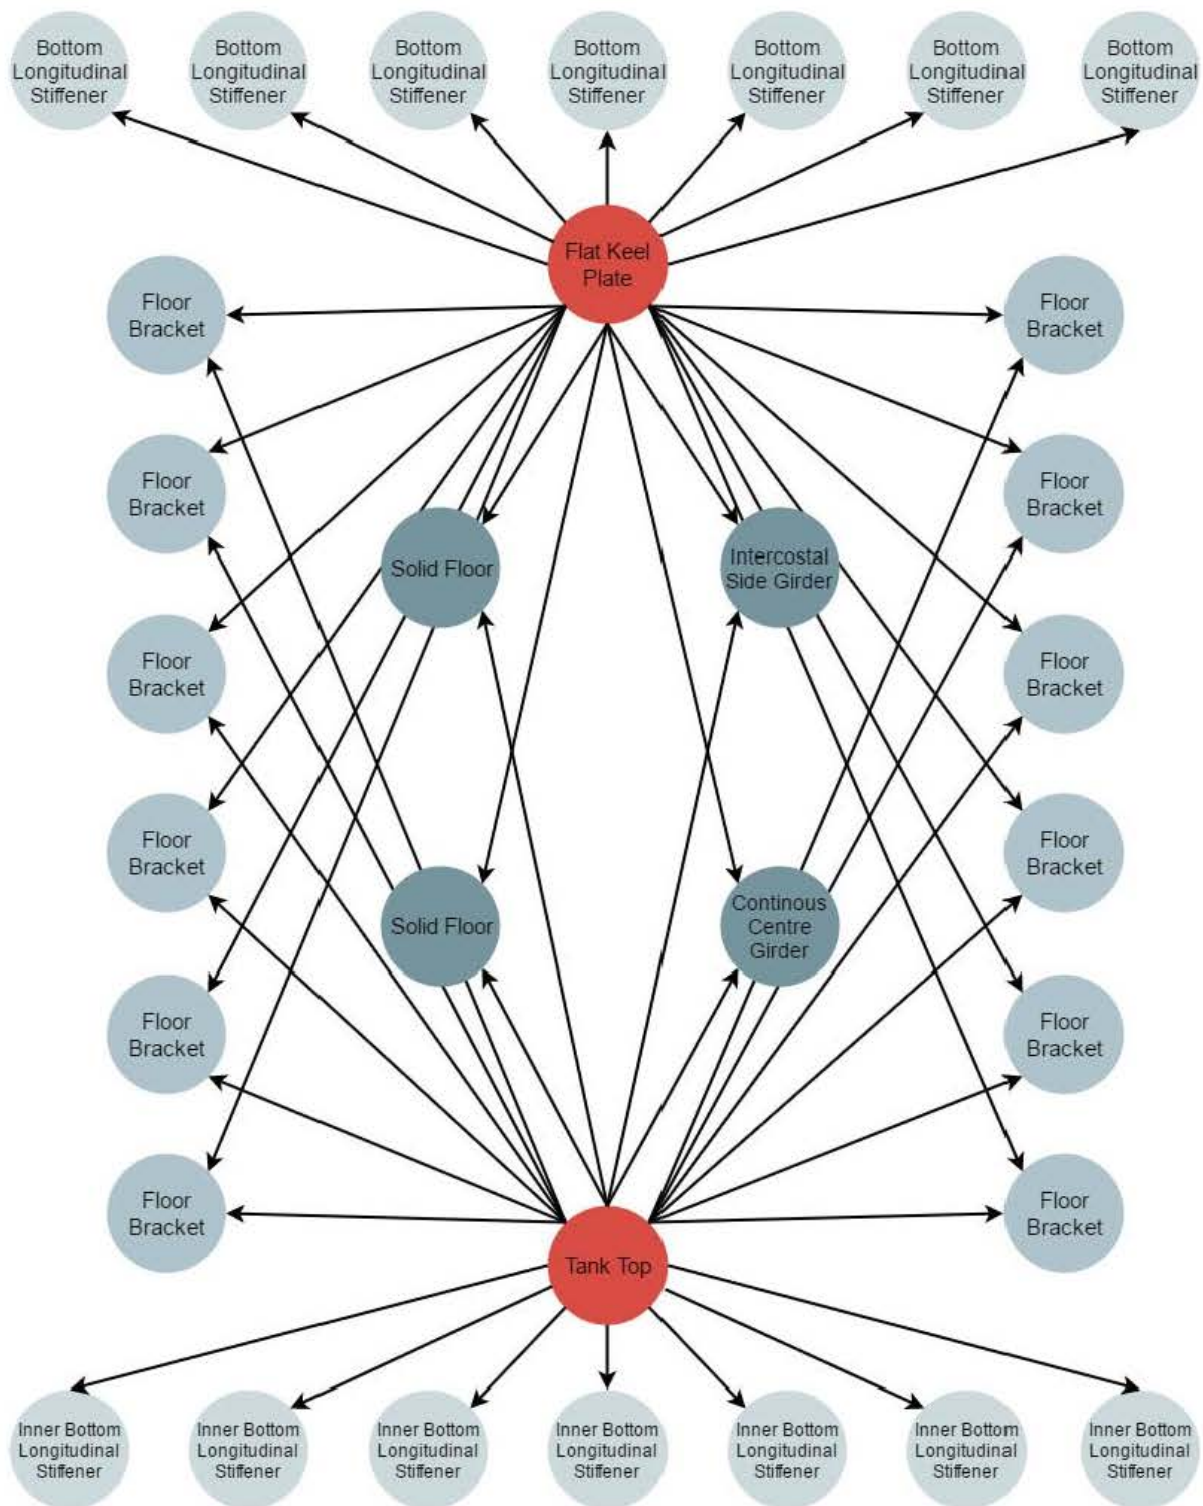 Bottom
Longitudinal
Stiffener
Bottom
Longitudinal
Stiffener
Bottom
Longitudinal
Stiffener
Bottom
Longitudinal
Stiffener
Bottom
Longitudinal
Stiffener
Bottom
Longitudinal
Stiffener
Bottom
Longitudinal
Stiffener
Flat Keel
Plate
Floor
Bracket
Floor
Bracket
Floor
Bracket
Floor
Bracket
Solid Floor
Intercostal
Side Girder
Floor
Bracket
Floor
Bracket
Floor
Bracket
Floor
Bracket
Solid Floor
Continous
Centre
Girder
Floor
Bracket
Floor
Bracket
Floor
Bracket
Floor
Bracket
Tank Top
Inner Bottom
Longitudinal
Stiffener
Inner Bottom
Longitudinal
Stiffener
Inner Bottom
Longitudinal
Stiffener
Inner Bottom
Longitudinal
Stiffener
Inner Bottom
Longitudinal
Stiffener
Inner Bottom
Longitudinal
Stiffener
Inner Bottom
Longitudinal
Stiffener